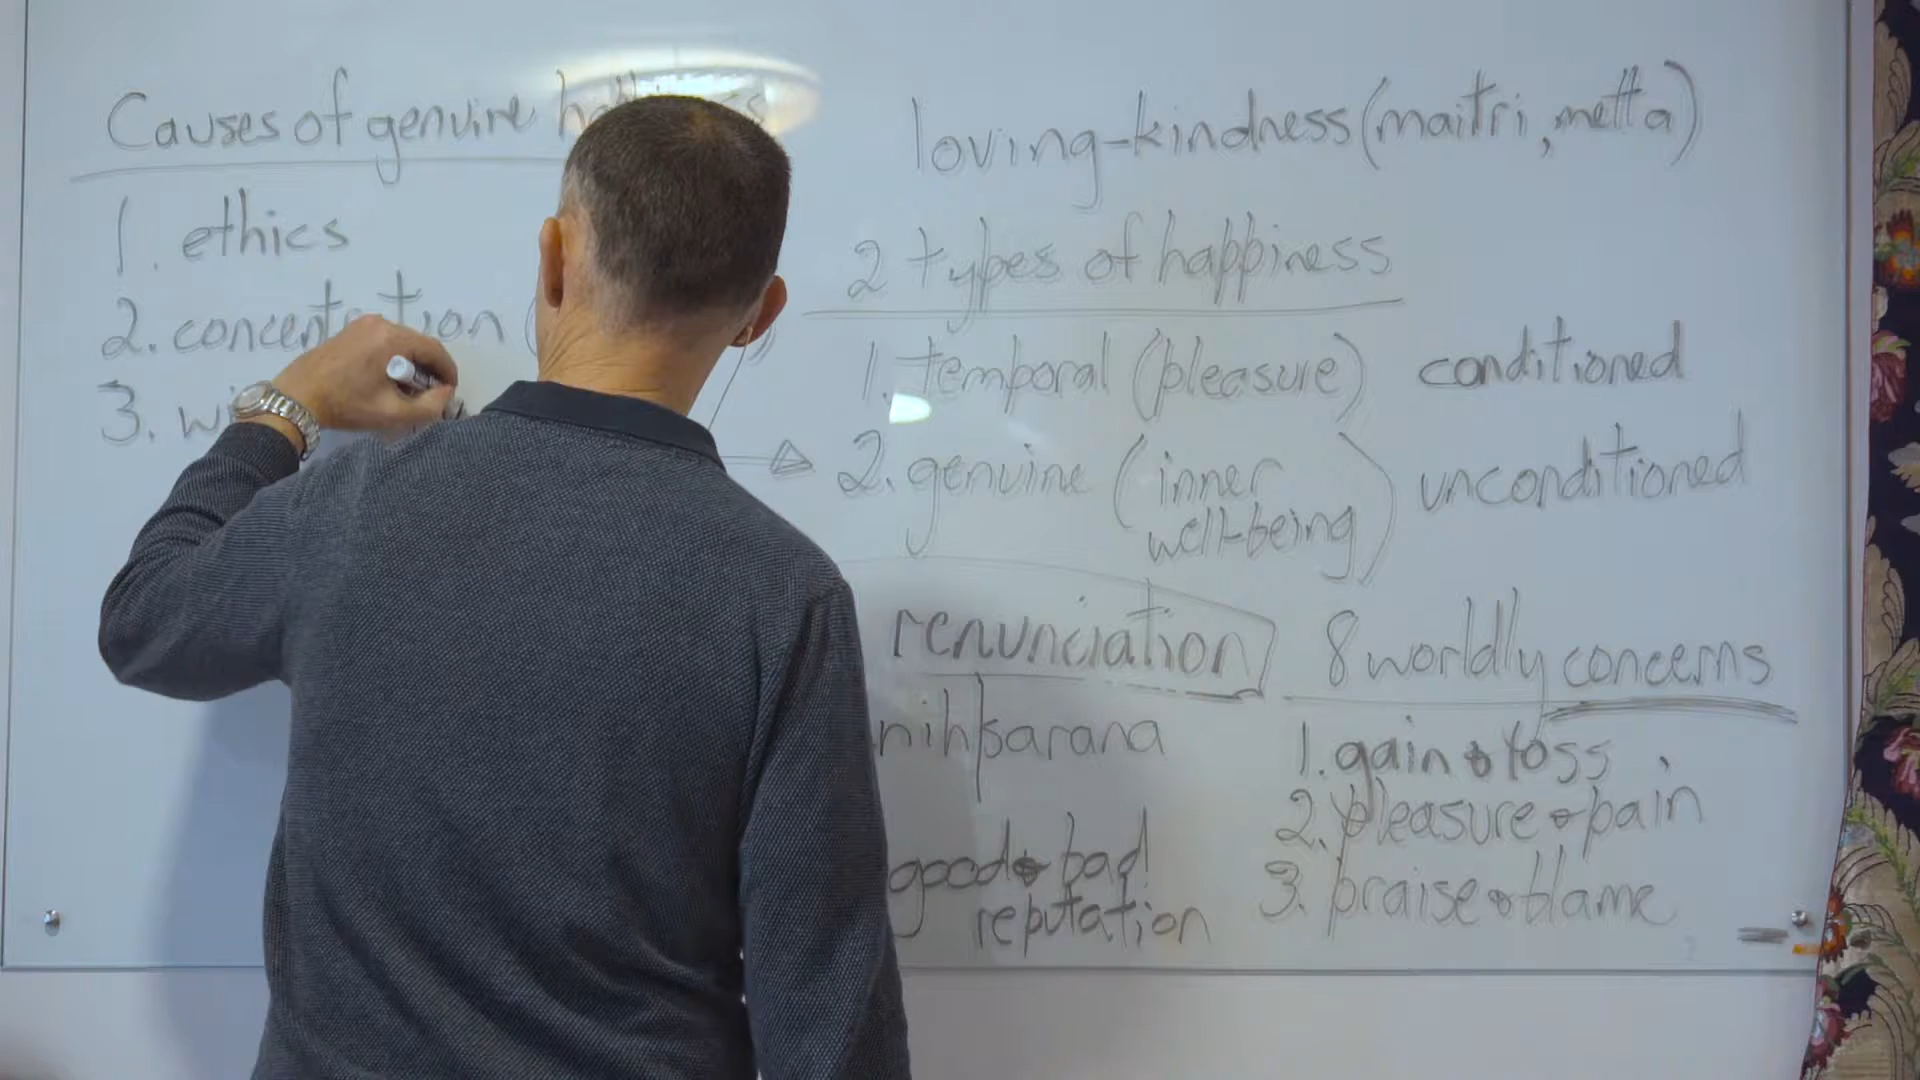 Causes of genuine
1. ethics
2. concentration (
3.
loving-kindness (maitri, metta)
2 types of happiness
1. temporal (pleasure) conditioned
2. genuine (inner well-being) unconditioned
renunciation
nihsarana
good & bad
reputation
8 worldly concerns
1. gain & loss
2. pleasure & pain
3. praise & blame